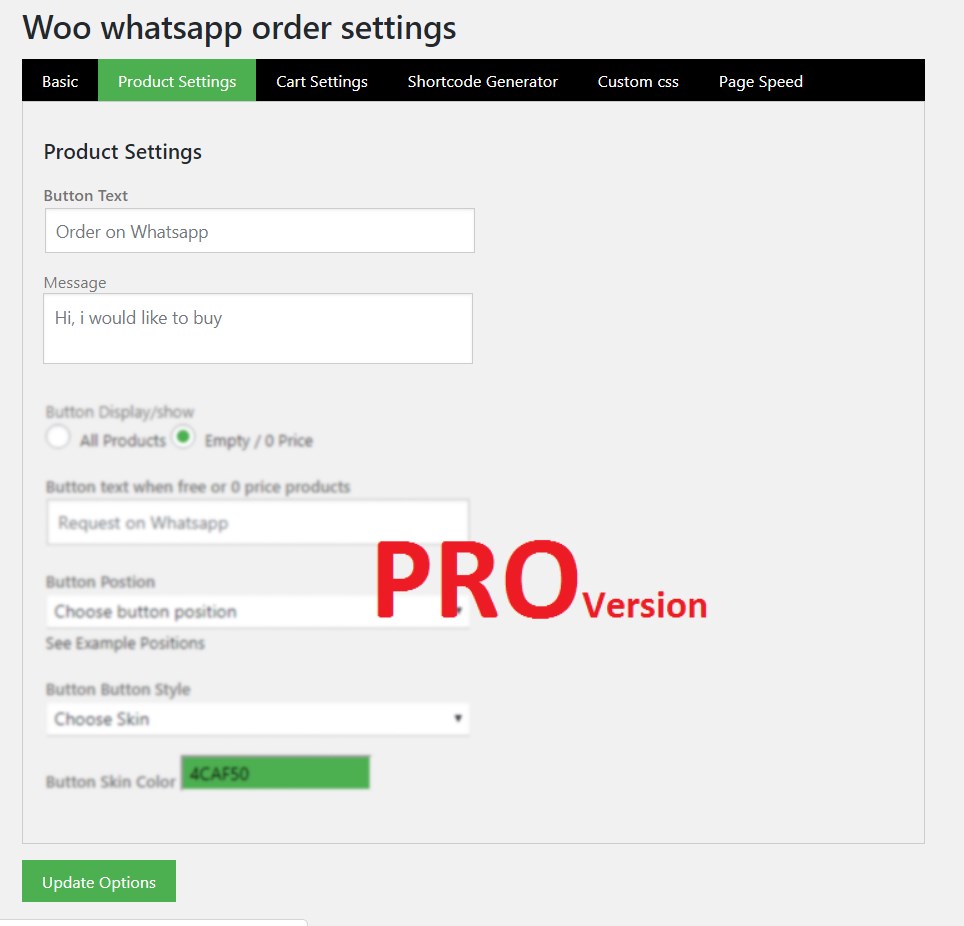 Woo whatsapp order settings
Basic Product Settings Cart Settings Shortcode Generator Custom css Page Speed
Product Settings
Button Text
Order on Whatsapp
Message
Hi, i would like to buy
Button Display/show
All Products Empty / 0 Price
Button text when free or 0 price products
Request on Whatsapp
Button Postion
Choose button position
PRO Version
See Example Positions
Button Button Style
Choose Skin
Button Skin Color 4CAF50
Update Options